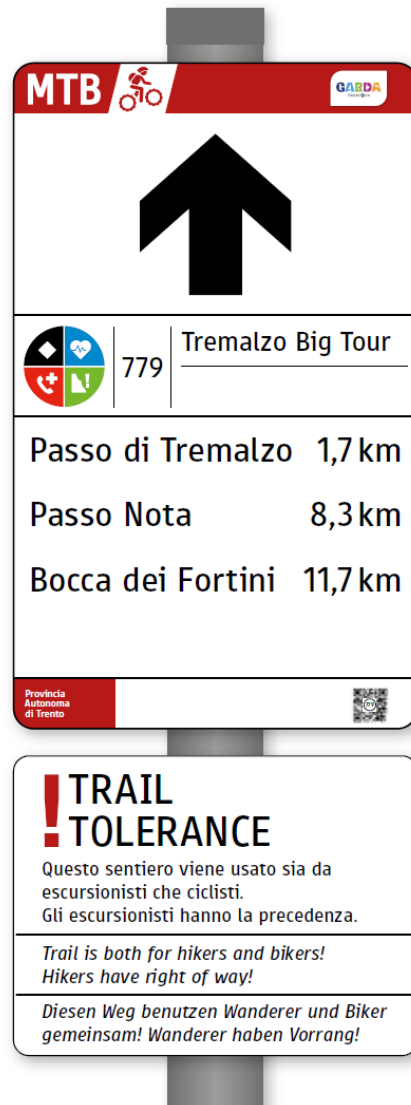 MTB
GARDA
TRENTINO
779
Tremalzo Big Tour
Passo di Tremalzo 1,7 km
Passo Nota 8,3 km
Bocca dei Fortini 11,7 km
Provincia
Autonoma
di Trento
779
! TRAIL
TOLERANCE
Questo sentiero viene usato sia da
escursionisti che ciclisti.
Gli escursionisti hanno la precedenza.
Trail is both for hikers and bikers!
Hikers have right of way!
Diesen Weg benutzen Wanderer und Biker
gemeinsam! Wanderer haben Vorrang!